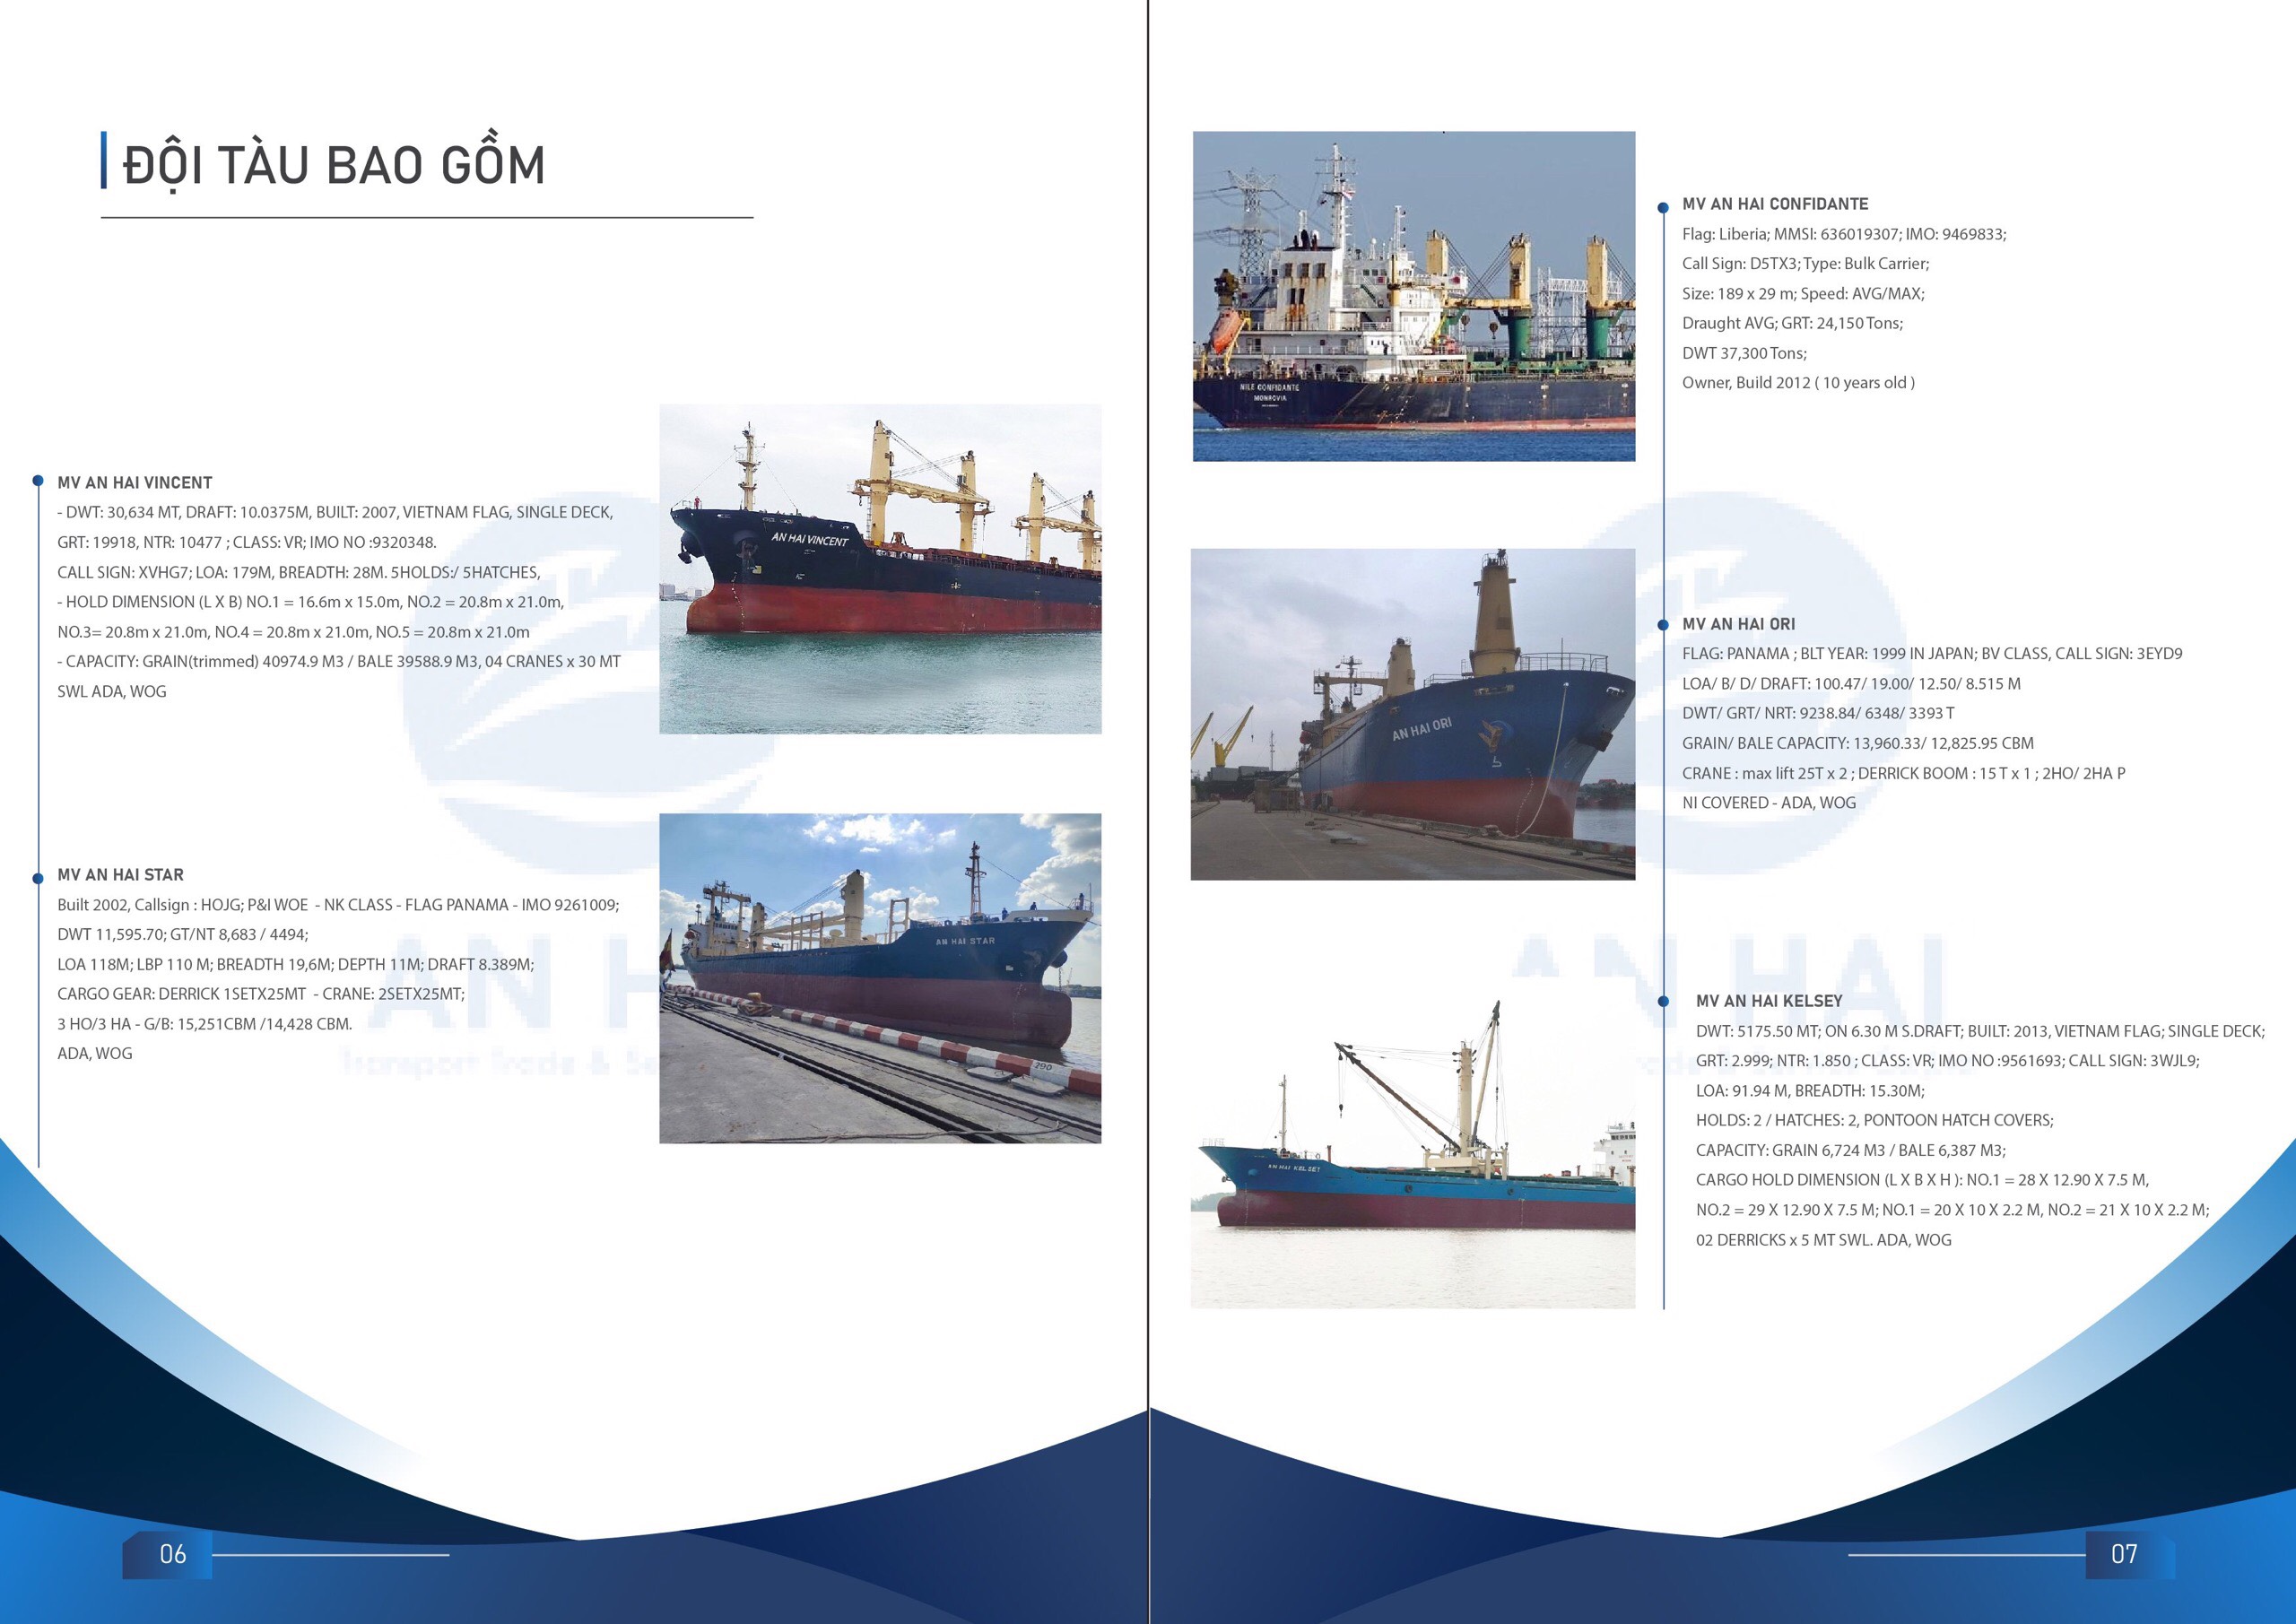 ĐỘI TÀU BAO GỒM
MV AN HAI VINCENT
- DWT: 30,634 MT, DRAFT: 10.0375M, BUILT: 2007, VIETNAM FLAG, SINGLE DECK,
GRT: 19918, NTR: 10477 ; CLASS: VR; IMO NO :9320348.
CALL SIGN: XVHG7; LOA: 179M, BREADTH: 28M. 5HOLDS:/ 5HATCHES,
- HOLD DIMENSION (L X B) NO.1 = 16.6m x 15.0m, NO.2 = 20.8m x 21.0m,
NO.3= 20.8m x 21.0m, NO.4 = 20.8m x 21.0m, NO.5 = 20.8m x 21.0m
- CAPACITY: GRAIN(trimmed) 40974.9 M3 / BALE 39588.9 M3, 04 CRANES x 30 MT
SWL ADA, WOG
AN HAI VINCENT
MV AN HAI STAR
Built 2002, Callsign : HOJG; P&I WOE - NK CLASS - FLAG PANAMA - IMO 9261009;
DWT 11,595.70; GT/NT 8,683 / 4494;
LOA 118M; LBP 110 M; BREADTH 19,6M; DEPTH 11M; DRAFT 8.389M;
CARGO GEAR: DERRICK 1SETX25MT - CRANE: 2SETX25MT;
3 HO/3 HA - G/B: 15,251CBM /14,428 CBM.
ADA, WOG
AN HAI STAR
290
AN H
Transport Trade & Se
06
NILE CONFIDANTE
MONROVIA
MV AN HAI CONFIDANTE
Flag: Liberia; MMSI: 636019307; IMO: 9469833;
Call Sign: D5TX3; Type: Bulk Carrier;
Size: 189 x 29 m; Speed: AVG/MAX;
Draught AVG; GRT: 24,150 Tons;
DWT 37,300 Tons;
Owner, Build 2012 ( 10 years old )
AN HAI ORI
MV AN HAI ORI
FLAG: PANAMA ; BLT YEAR: 1999 IN JAPAN; BV CLASS, CALL SIGN: 3EYD9
LOA/ B/ D/ DRAFT: 100.47/ 19.00/ 12.50/ 8.515 M
DWT/ GRT/ NRT: 9238.84/ 6348/ 3393 T
GRAIN/ BALE CAPACITY: 13,960.33/ 12,825.95 CBM
CRANE : max lift 25T x 2 ; DERRICK BOOM : 15 T x 1 ; 2HO/ 2HA P
NI COVERED - ADA, WOG
AN HAI
AN HAI KELSEY
MV AN HAI KELSEY
DWT: 5175.50 MT; ON 6.30 M S.DRAFT; BUILT: 2013, VIETNAM FLAG; SINGLE DECK;
GRT: 2.999; NTR: 1.850 ; CLASS: VR; IMO NO :9561693; CALL SIGN: 3WJL9;
LOA: 91.94 M, BREADTH: 15.30M;
HOLDS: 2 / HATCHES: 2, PONTOON HATCH COVERS;
CAPACITY: GRAIN 6,724 M3 / BALE 6,387 M3;
CARGO HOLD DIMENSION (L X B X H ): NO.1 = 28 X 12.90 X 7.5 M,
NO.2 = 29 X 12.90 X 7.5 M; NO.1 = 20 X 10 X 2.2 M, NO.2 = 21 X 10 X 2.2 M;
02 DERRICKS x 5 MT SWL. ADA, WOG
07